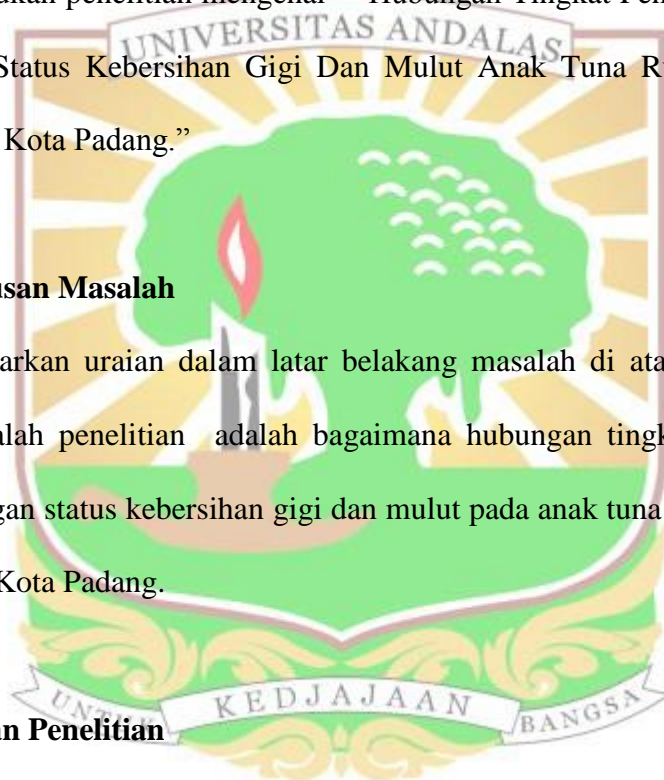 ukan penelitian mengenai “ Hubungan Tingkat Pen
UNIVERSITAS ANDALAS
Status Kebersihan Gigi Dan Mulut Anak Tuna R
Kota Padang.”
usan Masalah
arkan uraian dalam latar belakang masalah di ata
alah penelitian adalah bagaimana hubungan tingk
gan status kebersihan gigi dan mulut pada anak tuna
Kota Padang.
UNTUK KEDJAJAAN BANGSA
an Penelitian